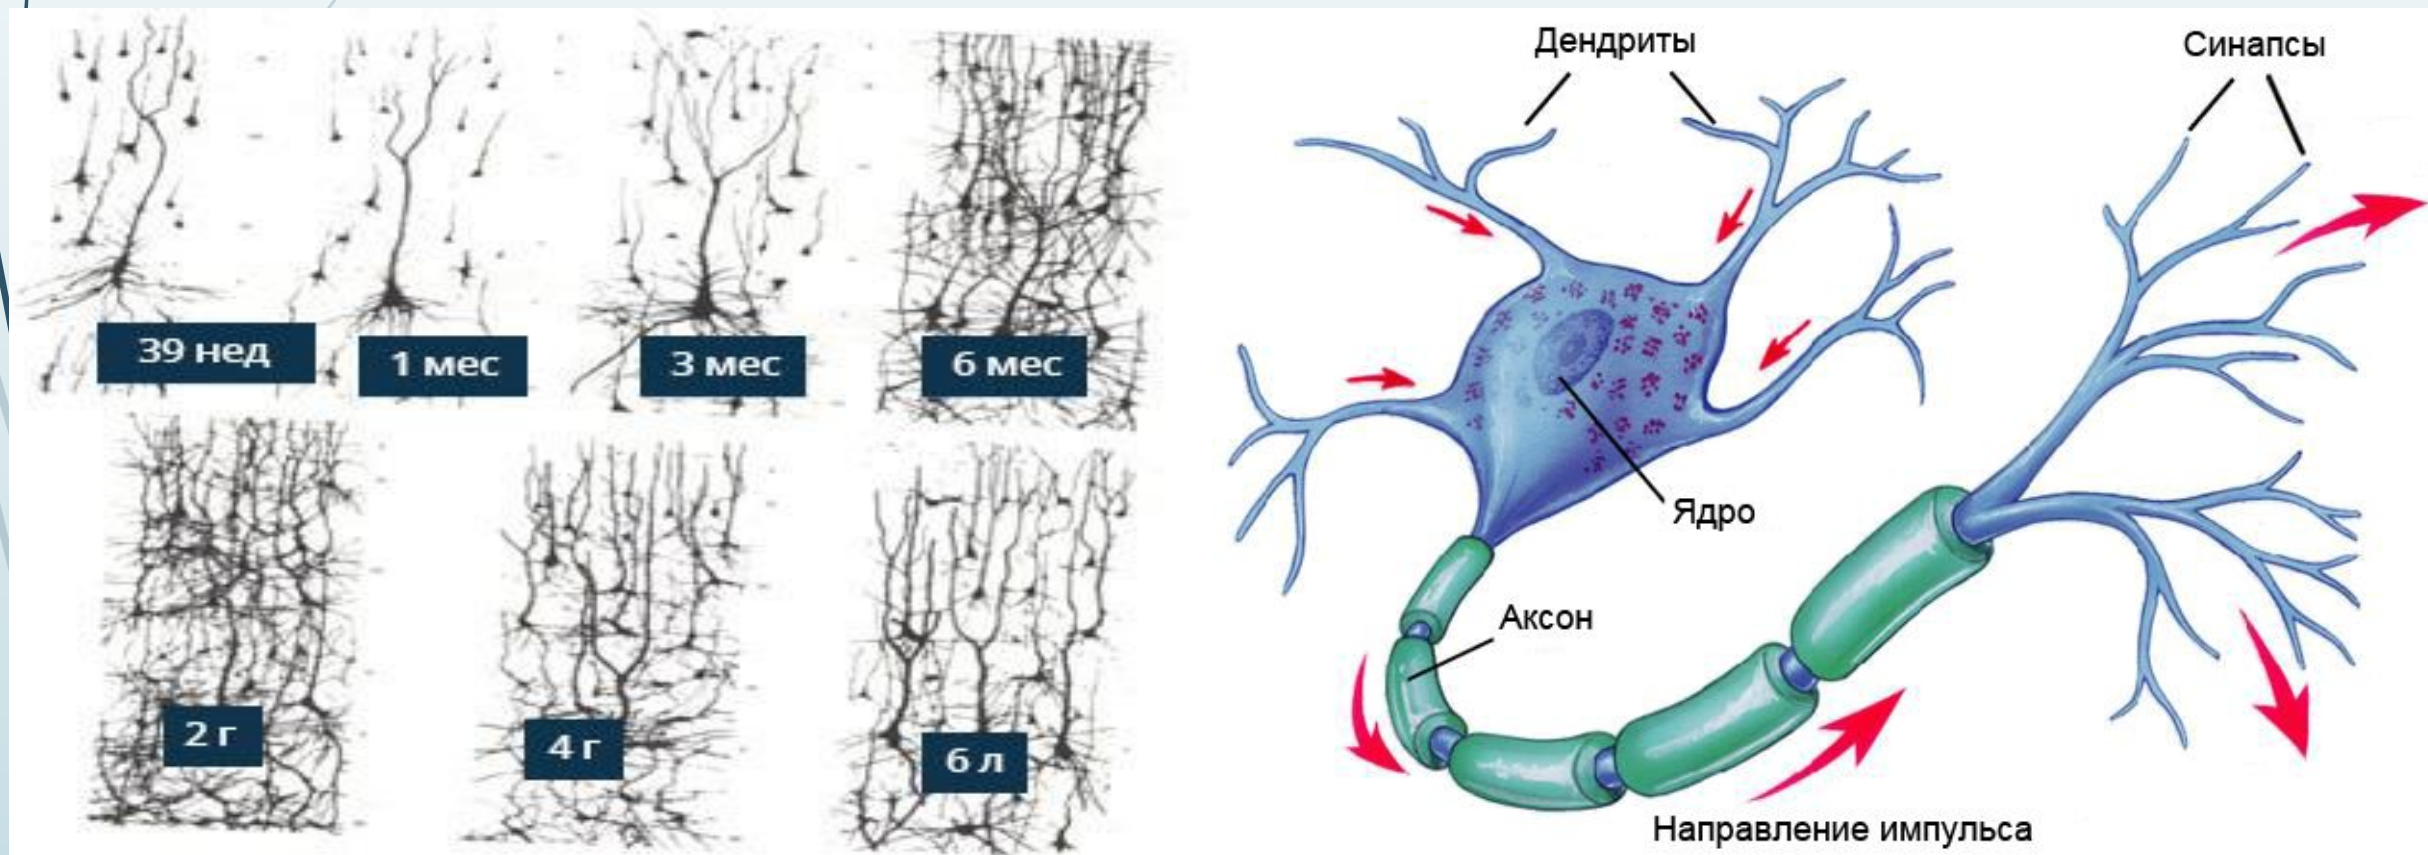 39 нед
1 мес
3 мес
6 мес
2 г
4 г
6 л
Дендриты
Синапсы
Ядро
Аксон
Направление импульса